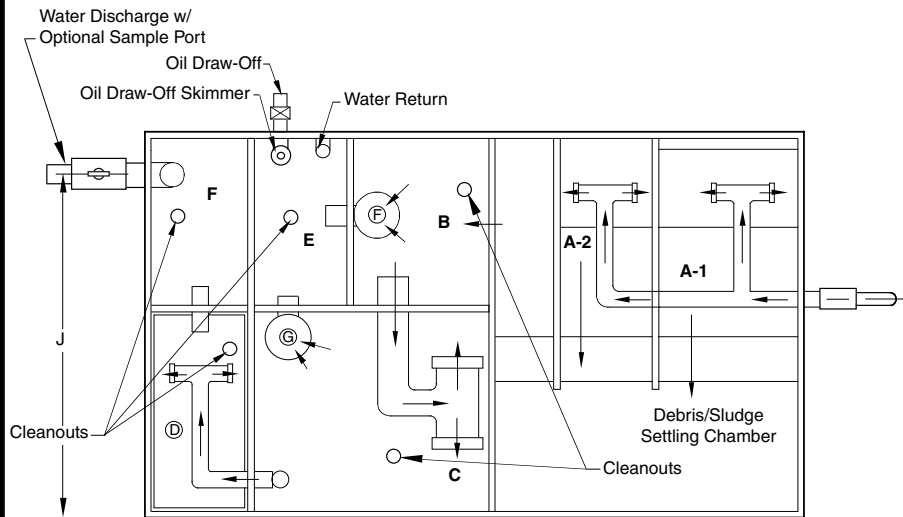 Water Discharge w/
Optional Sample Port
Oil Draw-Off
Oil Draw-Off Skimmer
Water Return
F
E
F
B
A-2
A-1
G
J
D
C
Debris/Sludge
Settling Chamber
Cleanouts
Cleanouts